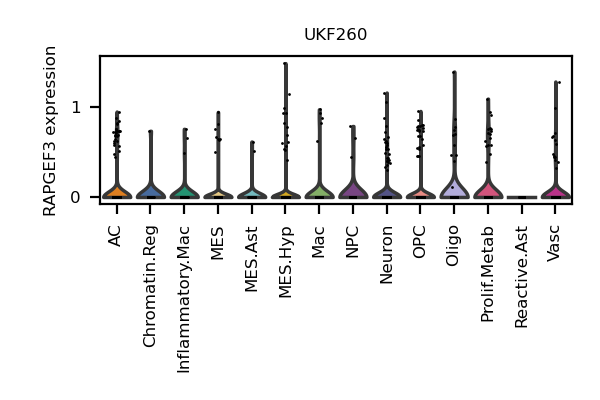 UKF260
RAPGEF3 expression
1
0
AC
Chromatin.Reg
Inflammatory.Mac
MES
MES.Ast
MES.Hyp
Mac
NPC
Neuron
OPC
Oligo
Prolif.Metab
Reactive.Ast
Vasc